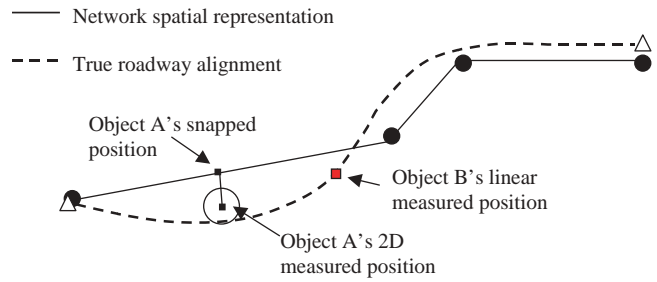 Network spatial representation
True roadway alignment
Object A's snapped
position
Object B's linear
measured position
Object A's 2D
measured position